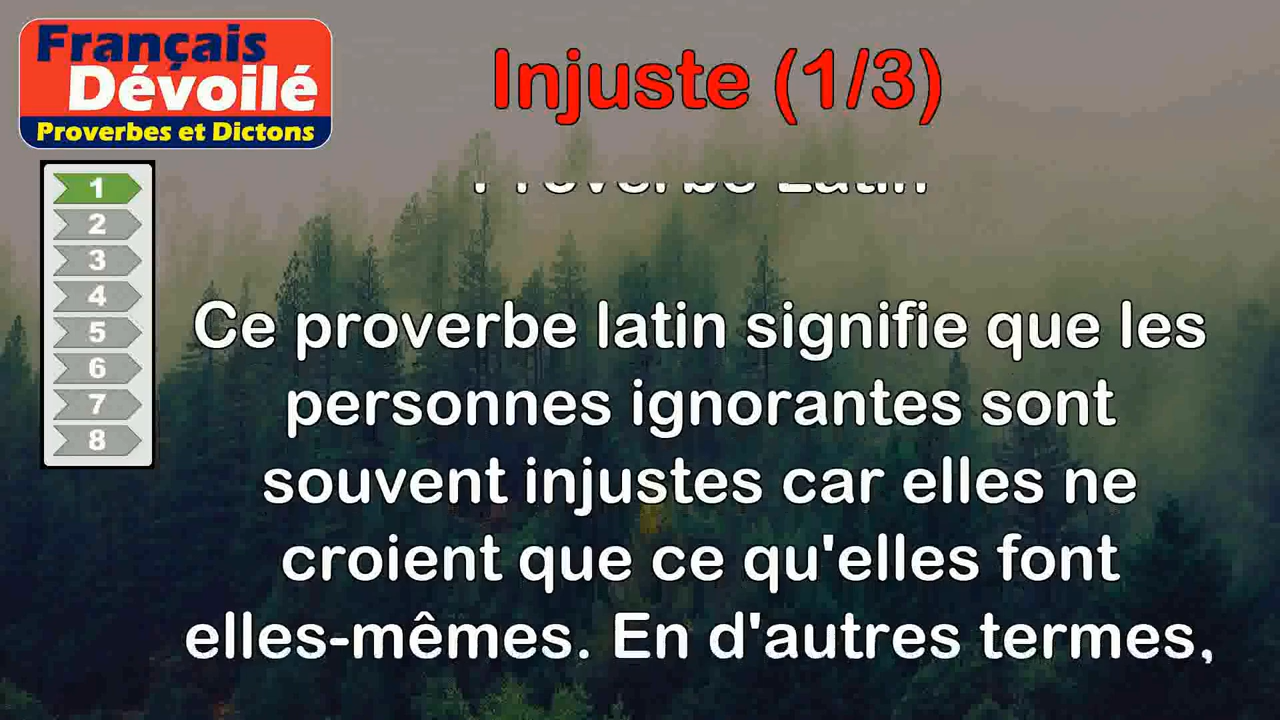 Français
Dévoilé
Proverbes et Dictons
Injuste (1/3)
Proverbe Latin
1
2
3
4
5
6
7
8
Ce proverbe latin signifie que les
personnes ignorantes sont
souvent injustes car elles ne
croient que ce qu'elles font
elles-mêmes. En d'autres termes,